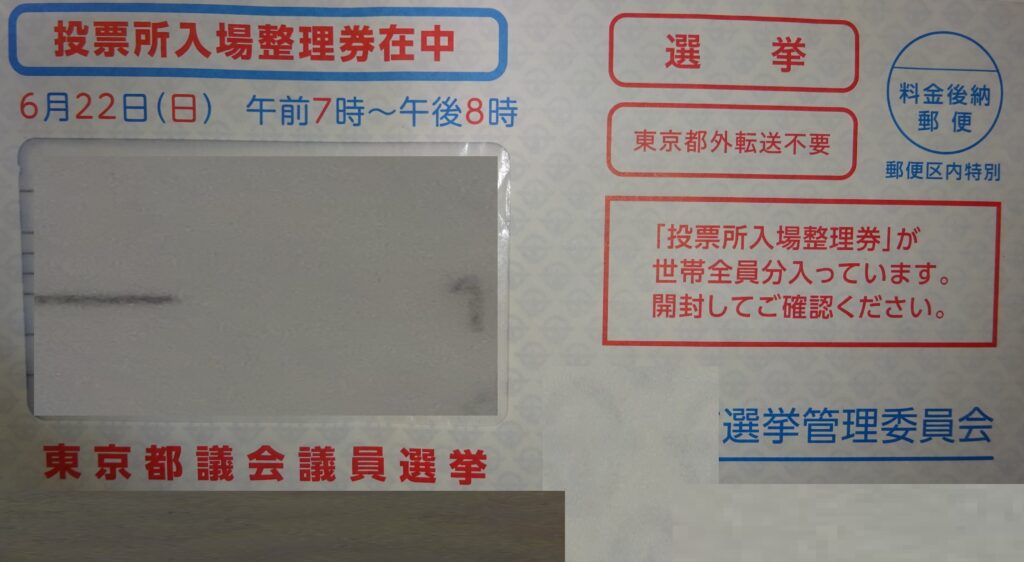 投票所入場整理券在中
6月22日(日) 午前7時～午後8時
東京都議会議員選挙
選 挙
料金後納
郵便
東京都外転送不要
郵便区内特別
「投票所入場整理券」が
世帯全員分入っています。
開封してご確認ください。
選挙管理委員会